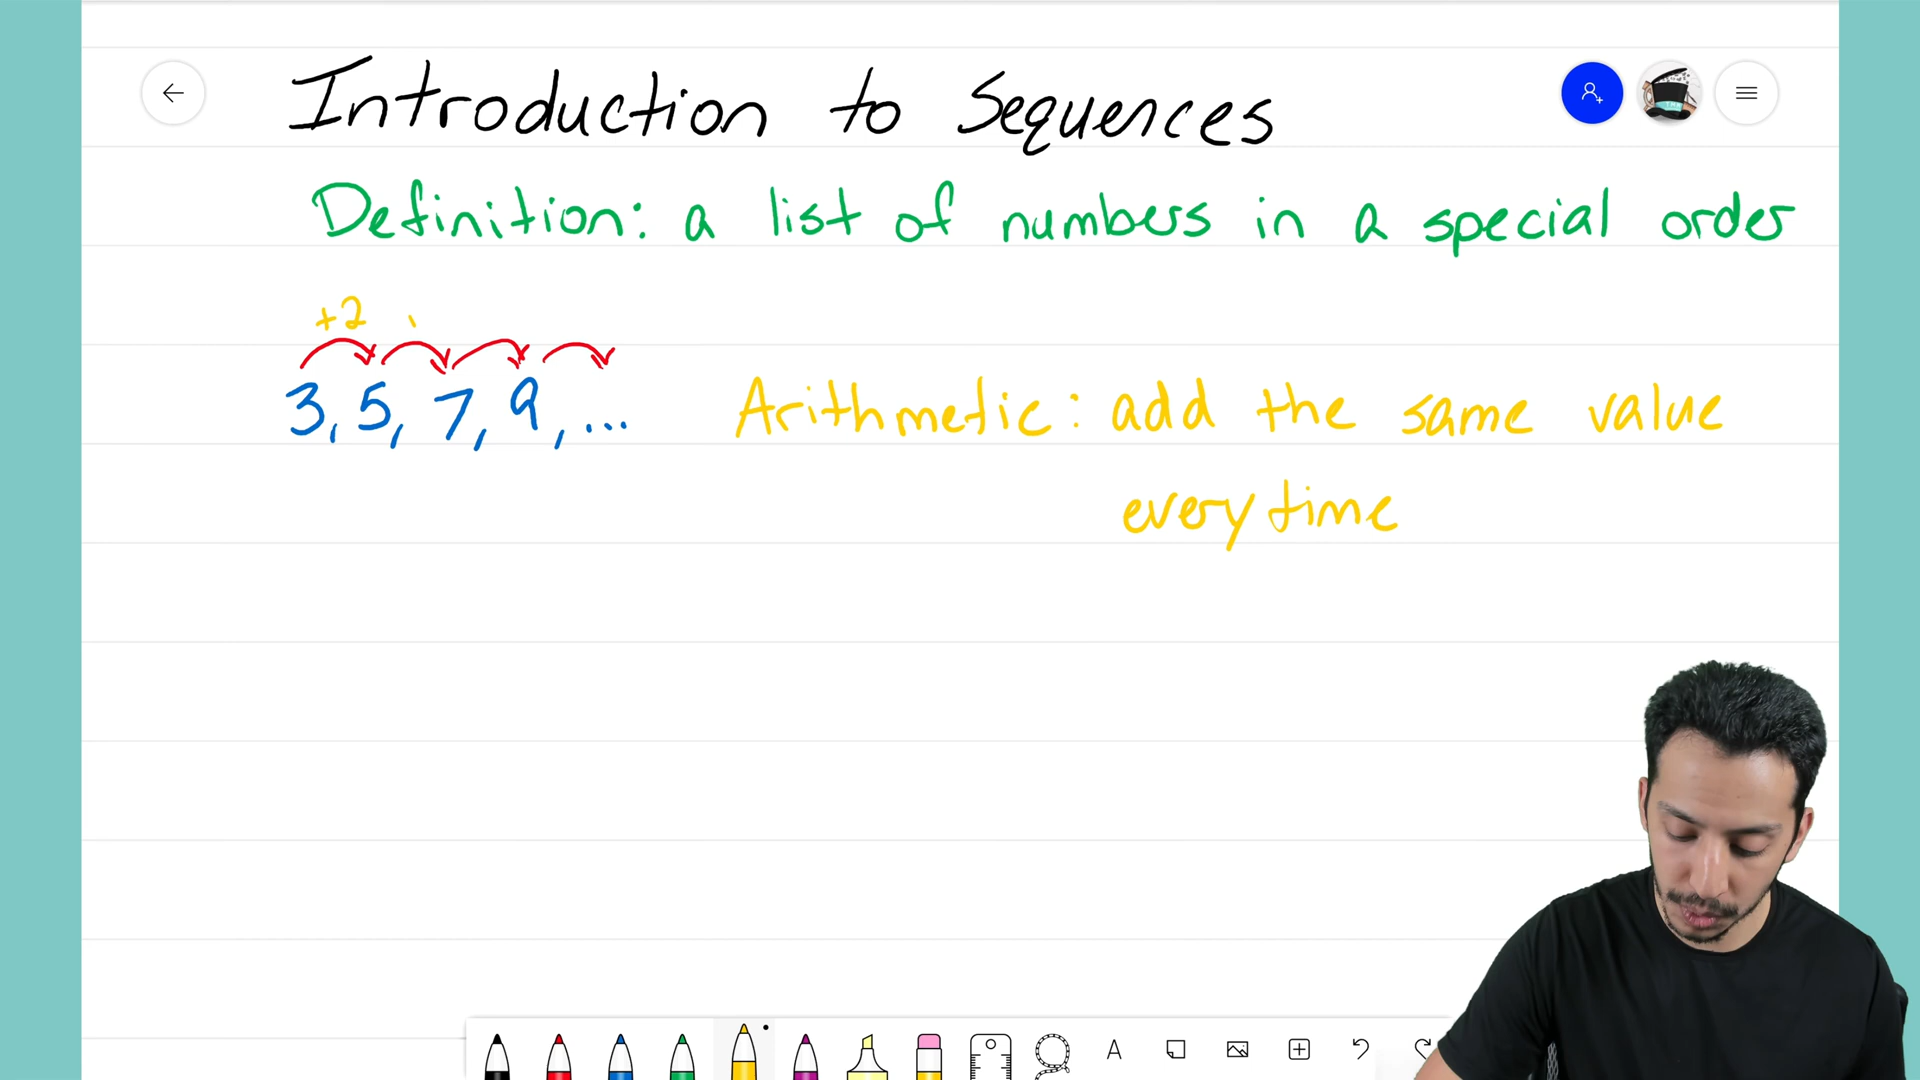 Introduction to Sequences
Definition: a list of numbers in a special order
+2
3, 5, 7, 9, ...
Arithmetic: add the same value
every time
A